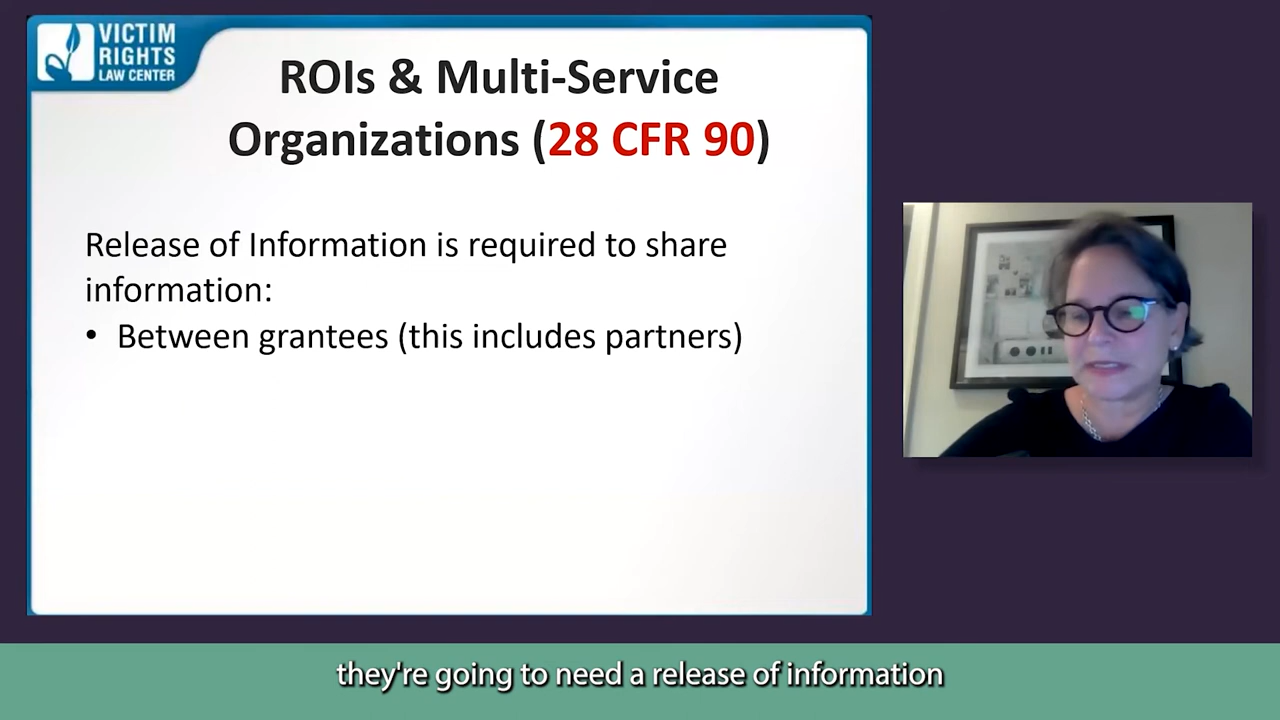 VICTIM
RIGHTS
LAW CENTER
ROIs & Multi-Service
Organizations (28 CFR 90)
Release of Information is required to share
information:
• Between grantees (this includes partners)
they're going to need a release of information